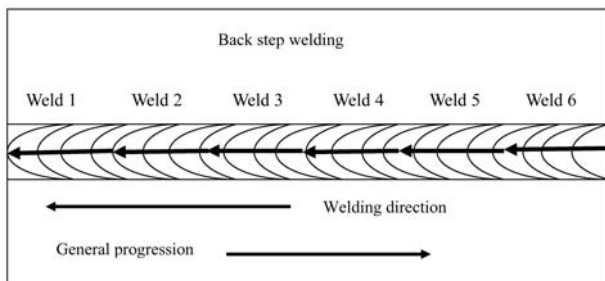 Back step welding
Weld 1 Weld 2 Weld 3 Weld 4 Weld 5 Weld 6
Welding direction
General progression